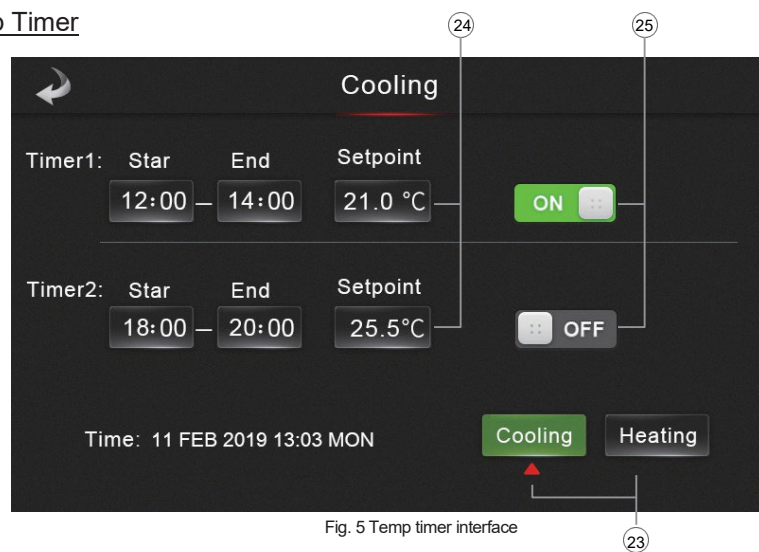 Timer
24 25
Cooling
Timer1: Star End Setpoint
12:00 – 14:00 21.0 °C ON
Timer2: Star End Setpoint
18:00 – 20:00 25.5°C OFF
Time: 11 FEB 2019 13:03 MON Cooling Heating
Fig. 5 Temp timer interface
23